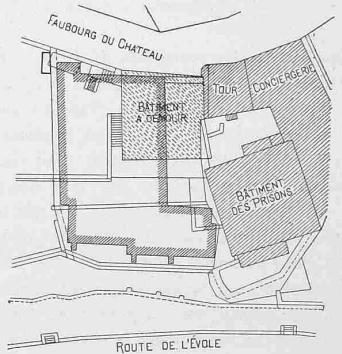 FAUBOURG DU CHATEAU
TOUR
CONCIERGERIE
BÂTIMENT
A DÉMOLIR
BÂTIMENT
DES PRISONS
ROUTE DE L'ÉVOLE